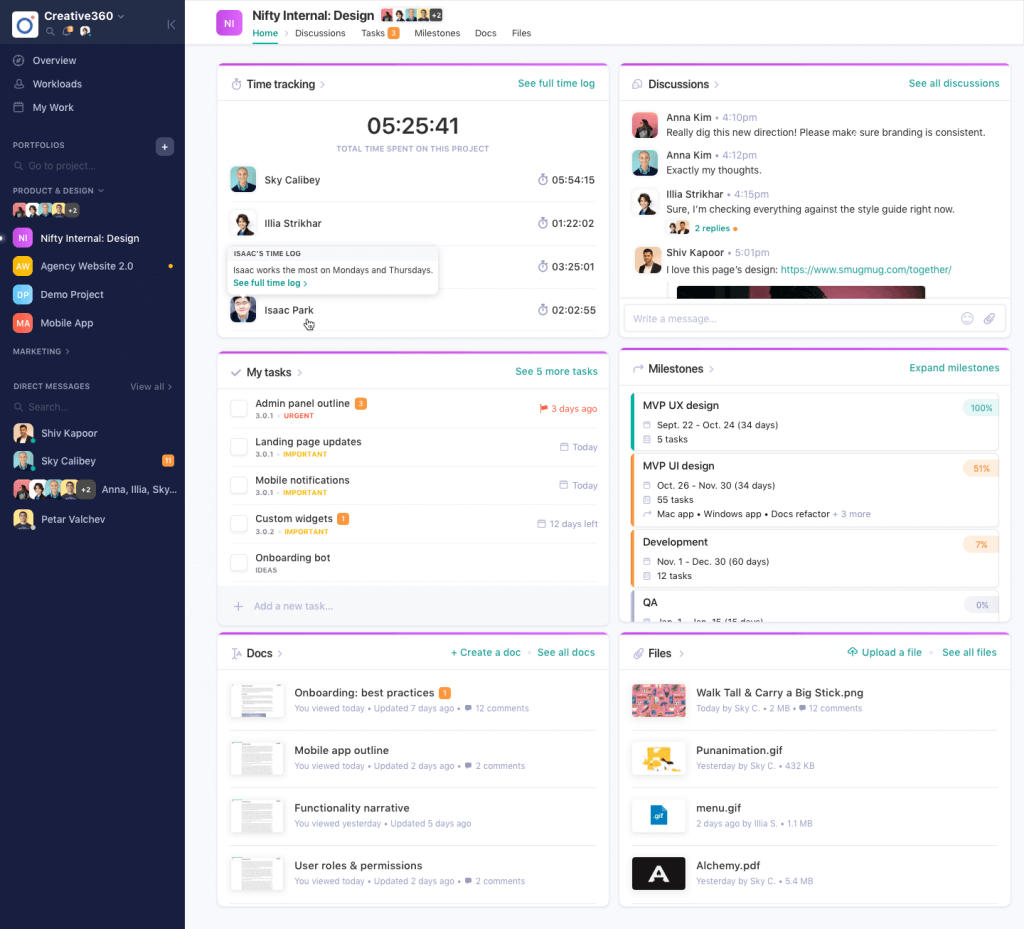 Creative360
Overview
Workloads
My Work
PORTFOLIOS
+
Go to project...
PRODUCT & DESIGN
+2
NI Nifty Internal: Design
AW Agency Website 2.0
DP Demo Project
MA Mobile App
MARKETING
DIRECT MESSAGES View all
Search...
Shiv Kapoor
Sky Calibey 11
+2 Anna, Illia, Sky...
Petar Valchev
NI
Nifty Internal: Design +2
Home Discussions Tasks 3 Milestones Docs Files
Time tracking See full time log
05:25:41
TOTAL TIME SPENT ON THIS PROJECT
Sky Calibey 05:54:15
Illia Strikhar 01:22:02
ISAAC'S TIME LOG
Isaac works the most on Mondays and Thursdays.
See full time log
03:25:01
Isaac Park 02:02:55
Discussions See all discussions
Anna Kim • 4:10pm
Really dig this new direction! Please make sure branding is consistent.
Anna Kim • 4:12pm
Exactly my thoughts.
Illia Strikhar • 4:15pm
Sure, I'm checking everything against the style guide right now.
2 replies
Shiv Kapoor • 5:01pm
I love this page's design: https://www.smugmug.com/together/
Write a message...
My tasks See 5 more tasks
Admin panel outline 3
3.0.1 • URGENT
3 days ago
Landing page updates
3.0.1 • IMPORTANT
Today
Mobile notifications
3.0.1 • IMPORTANT
Today
Custom widgets 1
3.0.2 • IMPORTANT
12 days left
Onboarding bot
IDEAS
+ Add a new task...
Milestones Expand milestones
MVP UX design 100%
Sept. 22 - Oct. 24 (34 days)
5 tasks
MVP UI design 51%
Oct. 26 - Nov. 30 (34 days)
55 tasks
Mac app • Windows app • Docs refactor + 3 more
Development 7%
Nov. 1 - Dec. 30 (60 days)
12 tasks
QA 0%
Jan. 1 - Jan. 15 (15 days)
Docs + Create a doc • See all docs
Onboarding: best practices 1
You viewed today • Updated 7 days ago • 12 comments
Mobile app outline
You viewed today • Updated 2 days ago • 2 comments
Functionality narrative
You viewed yesterday • Updated 5 days ago
User roles & permissions
You viewed today • Updated 2 days ago • 2 comments
Files Upload a file • See all files
Walk Tall & Carry a Big Stick.png
Today by Sky C. • 2 MB • 12 comments
Punanimation.gif
Yesterday by Sky C. • 432 KB
.gif
menu.gif
2 days ago by Illia S. • 1.1 MB
A
Alchemy.pdf
Yesterday by Sky C. • 5.4 MB